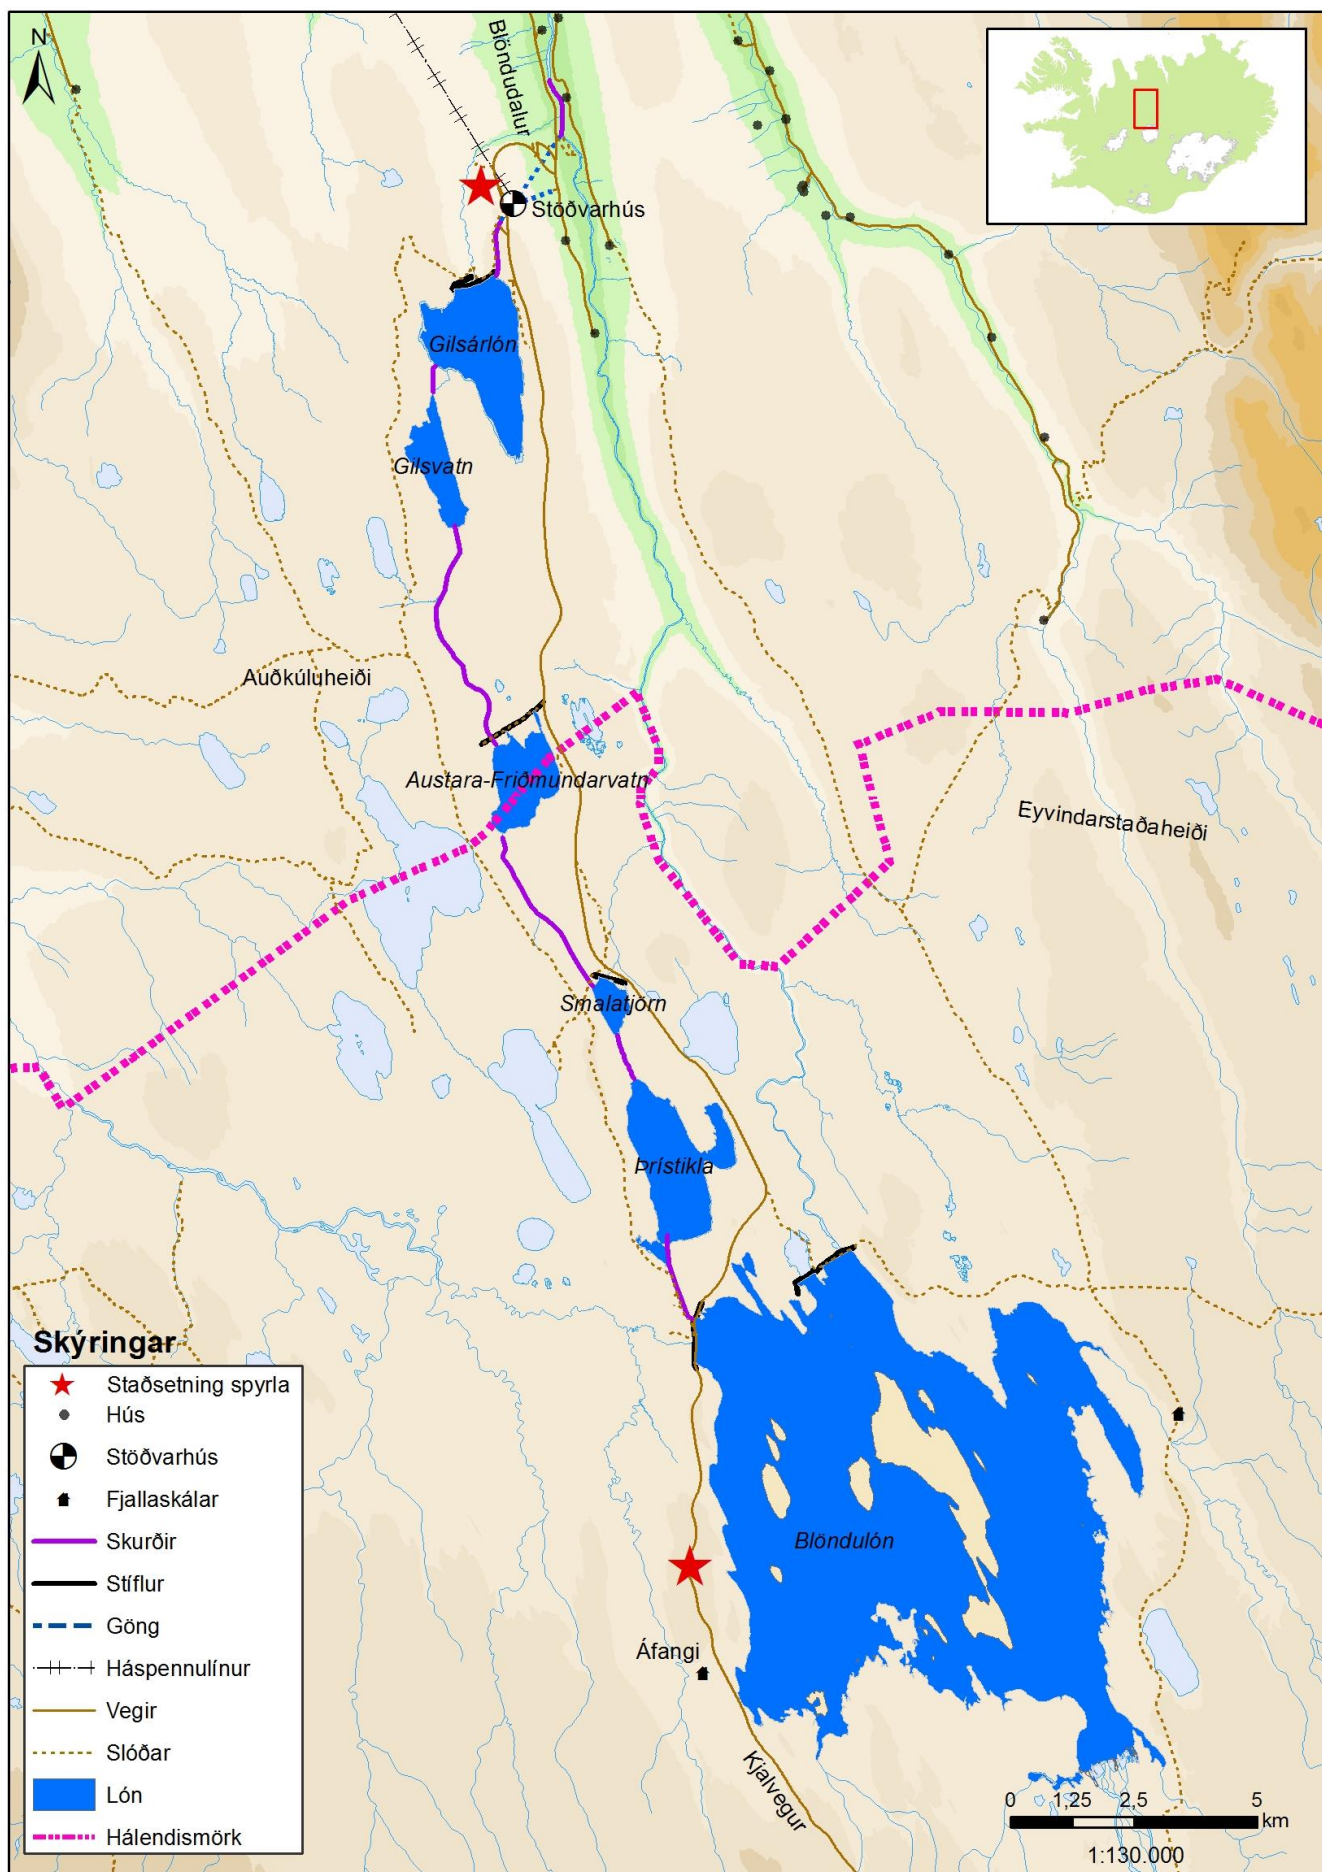 N
Blöndudalur
Stöðvarhús
Gilsárlón
Gilsvatn
Auðkúluheiði
Austara-Friðmundarvatn
Eyvindarstaðaheiði
Smalatjörn
Þrístikla
Blöndulón
Áfangi
Kjalvegur
Skýringar
Staðsetning spyrla
Hús
Stöðvarhús
Fjallaskálar
Skurðir
Stíflur
Göng
Háspennulínur
Vegir
Slóðar
Lón
Hálendismörk
0 1,25 2,5 5
km
1:130.000